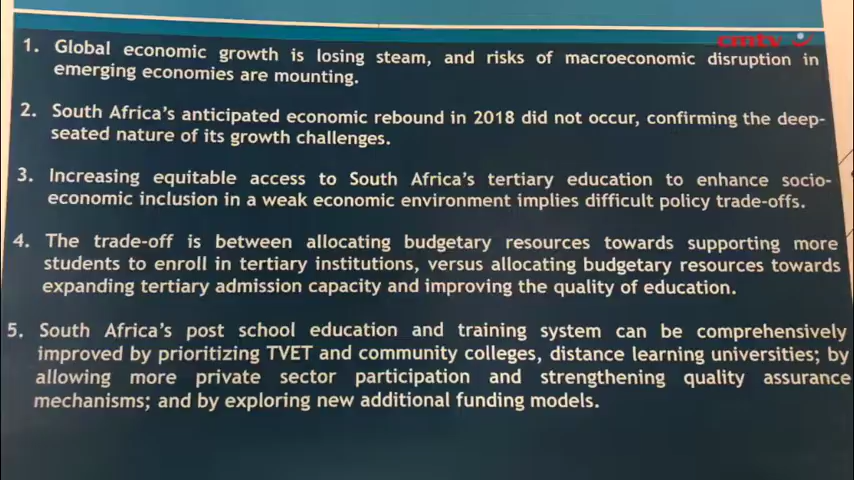 cmtv
1. Global economic growth is losing steam, and risks of macroeconomic disruption in
emerging economies are mounting.
2. South Africa's anticipated economic rebound in 2018 did not occur, confirming the deep-
seated nature of its growth challenges.
3. Increasing equitable access to South Africa's tertiary education to enhance socio-
economic inclusion in a weak economic environment implies difficult policy trade-offs.
4. The trade-off is between allocating budgetary resources towards supporting more
students to enroll in tertiary institutions, versus allocating budgetary resources towards
expanding tertiary admission capacity and improving the quality of education.
5. South Africa's post school education and training system can be comprehensively
improved by prioritizing TVET and community colleges, distance learning universities; by
allowing more private sector participation and strengthening quality assurance
mechanisms; and by exploring new additional funding models.